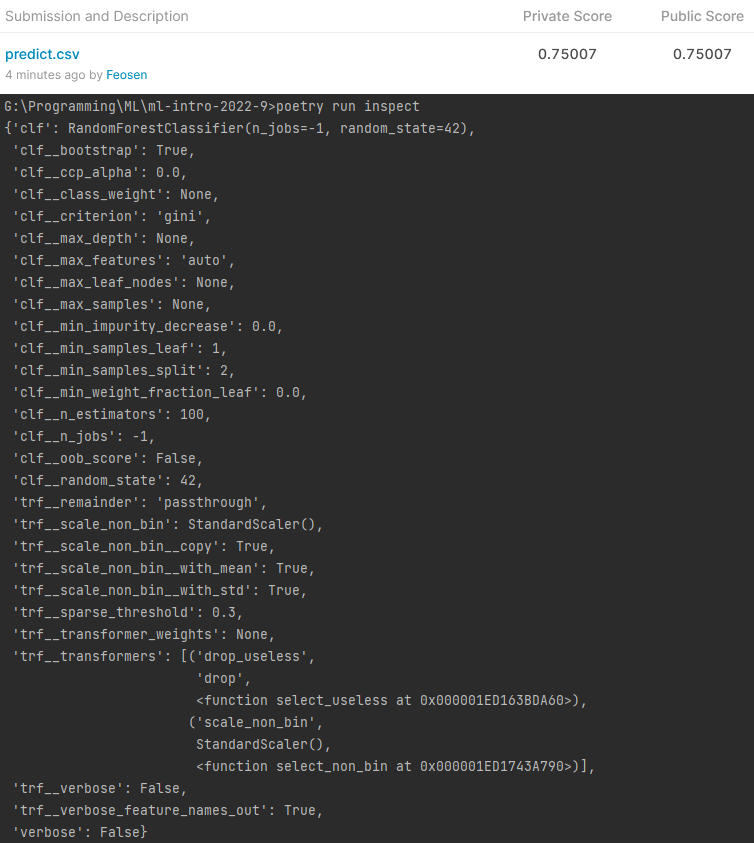 Submission and Description Private Score Public Score
predict.csv 0.75007 0.75007
4 minutes ago by Feosen
G:\Programming\ML\ml-intro-2022-9>poetry run inspect
{'clf': RandomForestClassifier(n_jobs=-1, random_state=42),
 'clf__bootstrap': True,
 'clf__ccp_alpha': 0.0,
 'clf__class_weight': None,
 'clf__criterion': 'gini',
 'clf__max_depth': None,
 'clf__max_features': 'auto',
 'clf__max_leaf_nodes': None,
 'clf__max_samples': None,
 'clf__min_impurity_decrease': 0.0,
 'clf__min_samples_leaf': 1,
 'clf__min_samples_split': 2,
 'clf__min_weight_fraction_leaf': 0.0,
 'clf__n_estimators': 100,
 'clf__n_jobs': -1,
 'clf__oob_score': False,
 'clf__random_state': 42,
 'trf__remainder': 'passthrough',
 'trf__scale_non_bin': StandardScaler(),
 'trf__scale_non_bin__copy': True,
 'trf__scale_non_bin__with_mean': True,
 'trf__scale_non_bin__with_std': True,
 'trf__sparse_threshold': 0.3,
 'trf__transformer_weights': None,
 'trf__transformers': [('drop_useless',
                        'drop',
                        <function select_useless at 0x000001ED163BDA60>),
                       ('scale_non_bin',
                        StandardScaler(),
                        <function select_non_bin at 0x000001ED1743A790>)],
 'trf__verbose': False,
 'trf__verbose_feature_names_out': True,
 'verbose': False}